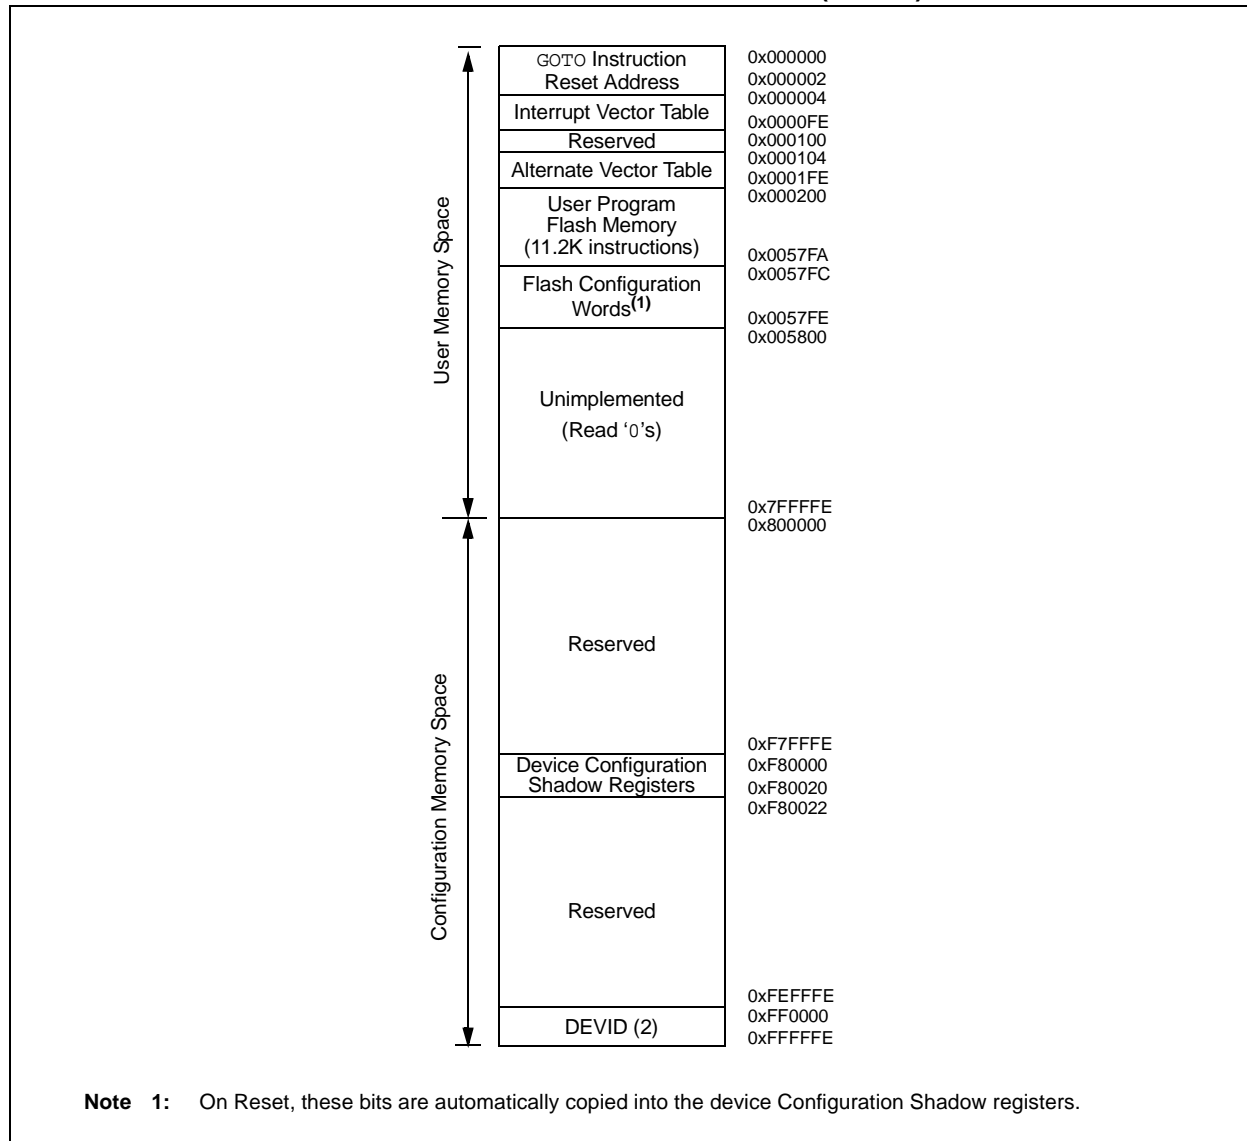 GOTO Instruction
Reset Address
Interrupt Vector Table
Reserved
Alternate Vector Table
User Program
Flash Memory
(11.2K instructions)
Flash Configuration
Words(1)
Unimplemented
(Read ‘0’s)
Reserved
Device Configuration
Shadow Registers
Reserved
DEVID (2)
0x000000
0x000002
0x000004
0x0000FE
0x000100
0x000104
0x0001FE
0x000200
0x0057FA
0x0057FC
0x0057FE
0x005800
0x7FFFFE
0x800000
0xF7FFFE
0xF80000
0xF80020
0xF80022
0xFEFFFE
0xFF0000
0xFFFFFE
User Memory Space
Configuration Memory Space
Note 1: On Reset, these bits are automatically copied into the device Configuration Shadow registers.